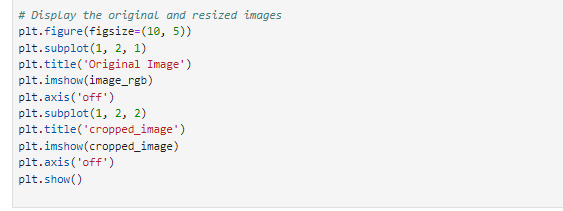 # Display the original and resized images
plt.figure(figsize=(10, 5))
plt.subplot(1, 2, 1)
plt.title('Original Image')
plt.imshow(image_rgb)
plt.axis('off')
plt.subplot(1, 2, 2)
plt.title('cropped_image')
plt.imshow(cropped_image)
plt.axis('off')
plt.show()